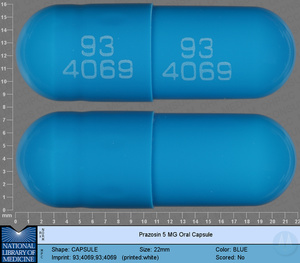 93
4069
93
4069
mm
0 1 2 3 4 5 6 7 8 9 10 11 12 13 14 15 16 17 18 19 20 21 22
NATIONAL
LIBRARY OF
MEDICINE
Prazosin 5 MG Oral Capsule
Shape: CAPSULE Size: 22mm Color: BLUE
Imprint: 93;4069;93;4069 (printed:white) Scored: No